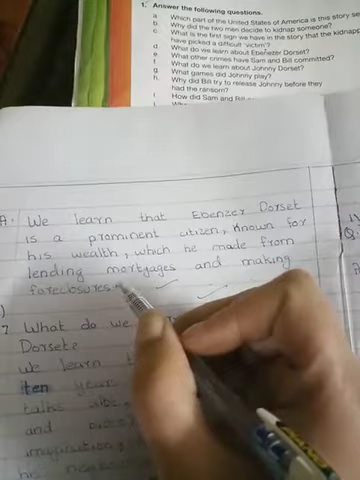 1. Answer the following questions.
a. Which part of the United States of America is this story se
b. Why did the two men decide to kidnap someone?
c. What is the first sign we have in the story that the kidnapp
have picked a difficult 'victim'?
d. What do we learn about Ebenezer Dorset?
e. What other crimes have Sam and Bill committed?
f. What do we learn about Johnny Dorset?
g. What games did Johnny play?
h. Why did Bill try to release Johnny before they
had the ransom?
i. How did Sam and Bill
A. We learn that Ebenzer Dorset
is a prominent citizen, known for
his wealth, which he made from
lending mortgages and making
foreclosures.
? What do we
Dorset?
we learn
ten years
talks
and
imagination,
his